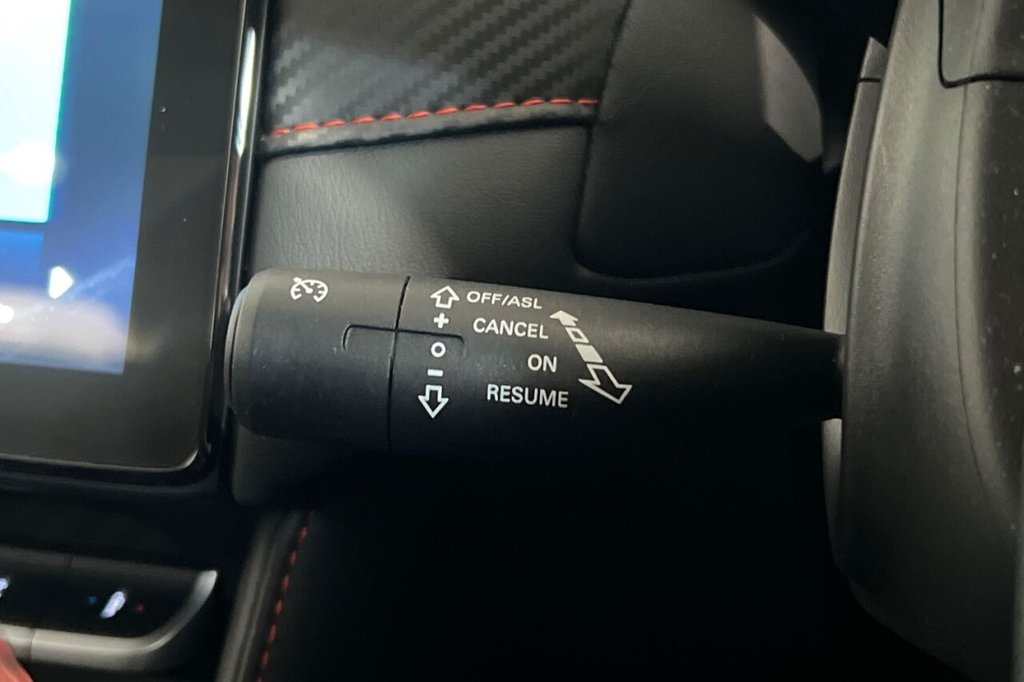 OFF/ASL
+ CANCEL
O ON
- RESUME